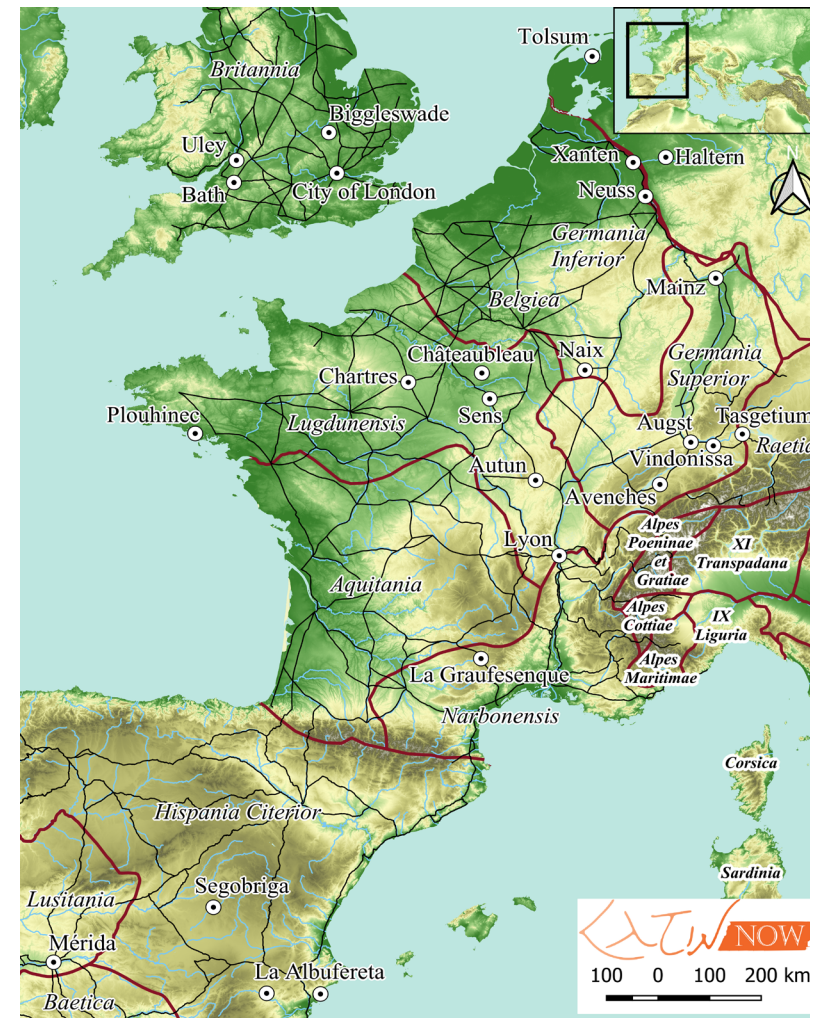 Tolsum
Britannia
Biggleswade
Uley
Xanten
Haltern
N
Bath
City of London
Neuss
Germania
Inferior
Mainz
Belgica
Châteaubleau
Naix
Chartres
Germania
Superior
Plouhinec
Lugdunensis
Sens
Augst
Tasgetium
Vindonissa
Raetia
Autun
Avenches
Lyon
Alpes
Poeninae
et
Gratiae
XI
Transpadana
Aquitania
Alpes
Cottiae
IX
Liguria
La Graufesenque
Alpes
Maritimae
Narbonensis
Corsica
Hispania Citerior
Sardinia
Segobriga
Lusitania
LATIN NOW
Mérida
La Albufereta
100 0 100 200 km
Baetica